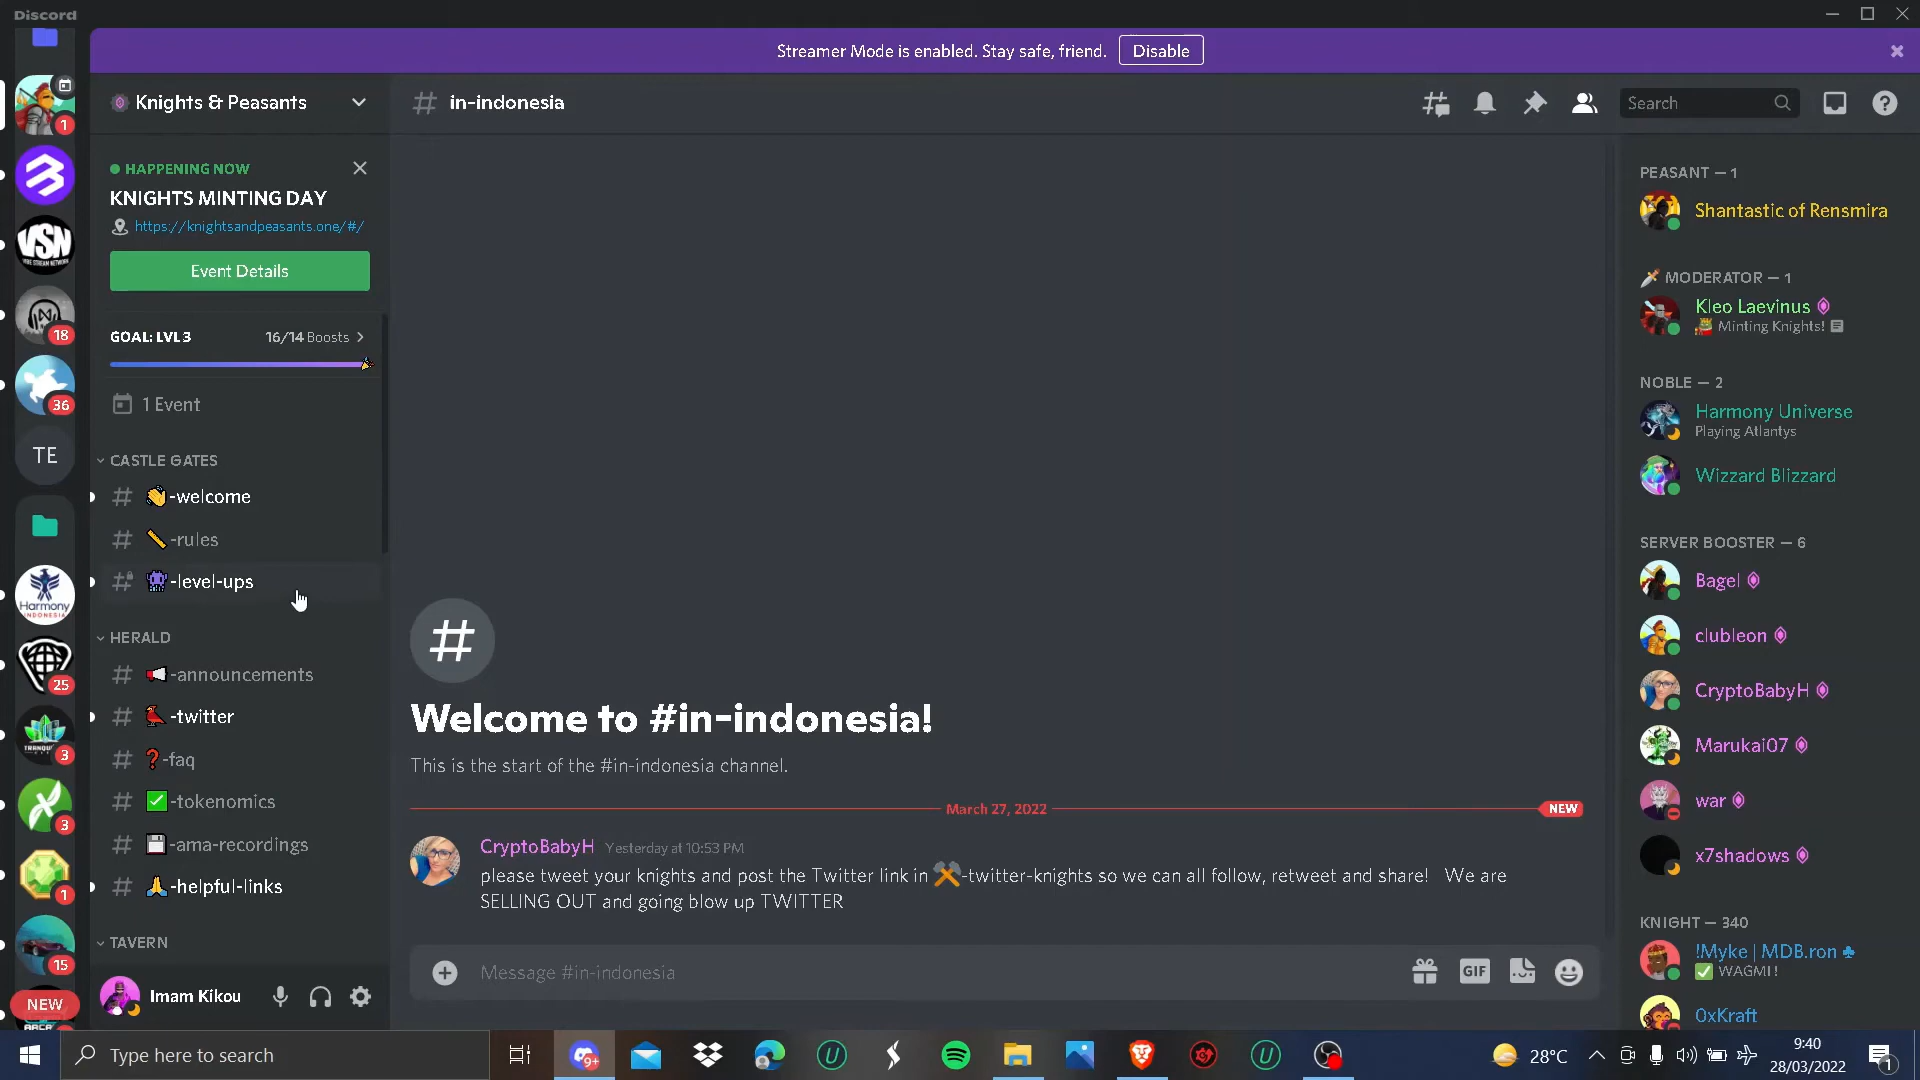 Discord
Streamer Mode is enabled. Stay safe, friend.
Disable
Knights & Peasants
in-indonesia
Search
HAPPENING NOW
KNIGHTS MINTING DAY
https://knightsandpeasants.one/#/
Event Details
GOAL: LVL 3
16/14 Boosts
1 Event
CASTLE GATES
-welcome
-rules
-level-ups
HERALD
-announcements
-twitter
-faq
-tokenomics
-ama-recordings
-helpful-links
TAVERN
Imam Kikou
1
VSN
18
36
TE
Harmony
INDONESIA
25
3
3
1
15
NEW
Welcome to #in-indonesia!
This is the start of the #in-indonesia channel.
March 27, 2022
NEW
CryptoBabyH Yesterday at 10:53 PM
please tweet your knights and post the Twitter link in -twitter-knights so we can all follow, retweet and share! We are
SELLING OUT and going blow up TWITTER
Message #in-indonesia
GIF
PEASANT — 1
Shantastic of Rensmira
MODERATOR — 1
Kleo Laevinus
Minting Knights!
NOBLE — 2
Harmony Universe
Playing Atlantys
Wizzard Blizzard
SERVER BOOSTER — 6
Bagel
clubleon
CryptoBabyH
Marukai07
war
x7shadows
KNIGHT — 340
!Myke | MDB.ron ♣
WAGMI!
0xKraft
Type here to search
9+
28°C
9:40
28/03/2022
1